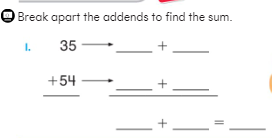 Break apart the addends to find the sum.
1. 35 → ___ + ___
+54 → ___ + ___
___ + ___ = ___